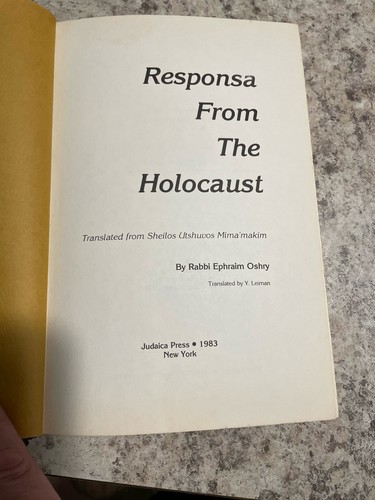 Responsa
From
The
Holocaust
Translated from Sheilos Utshuvos Mima'makim
By Rabbi Ephraim Oshry
Translated by Y. Leiman
Judaica Press • 1983
New York